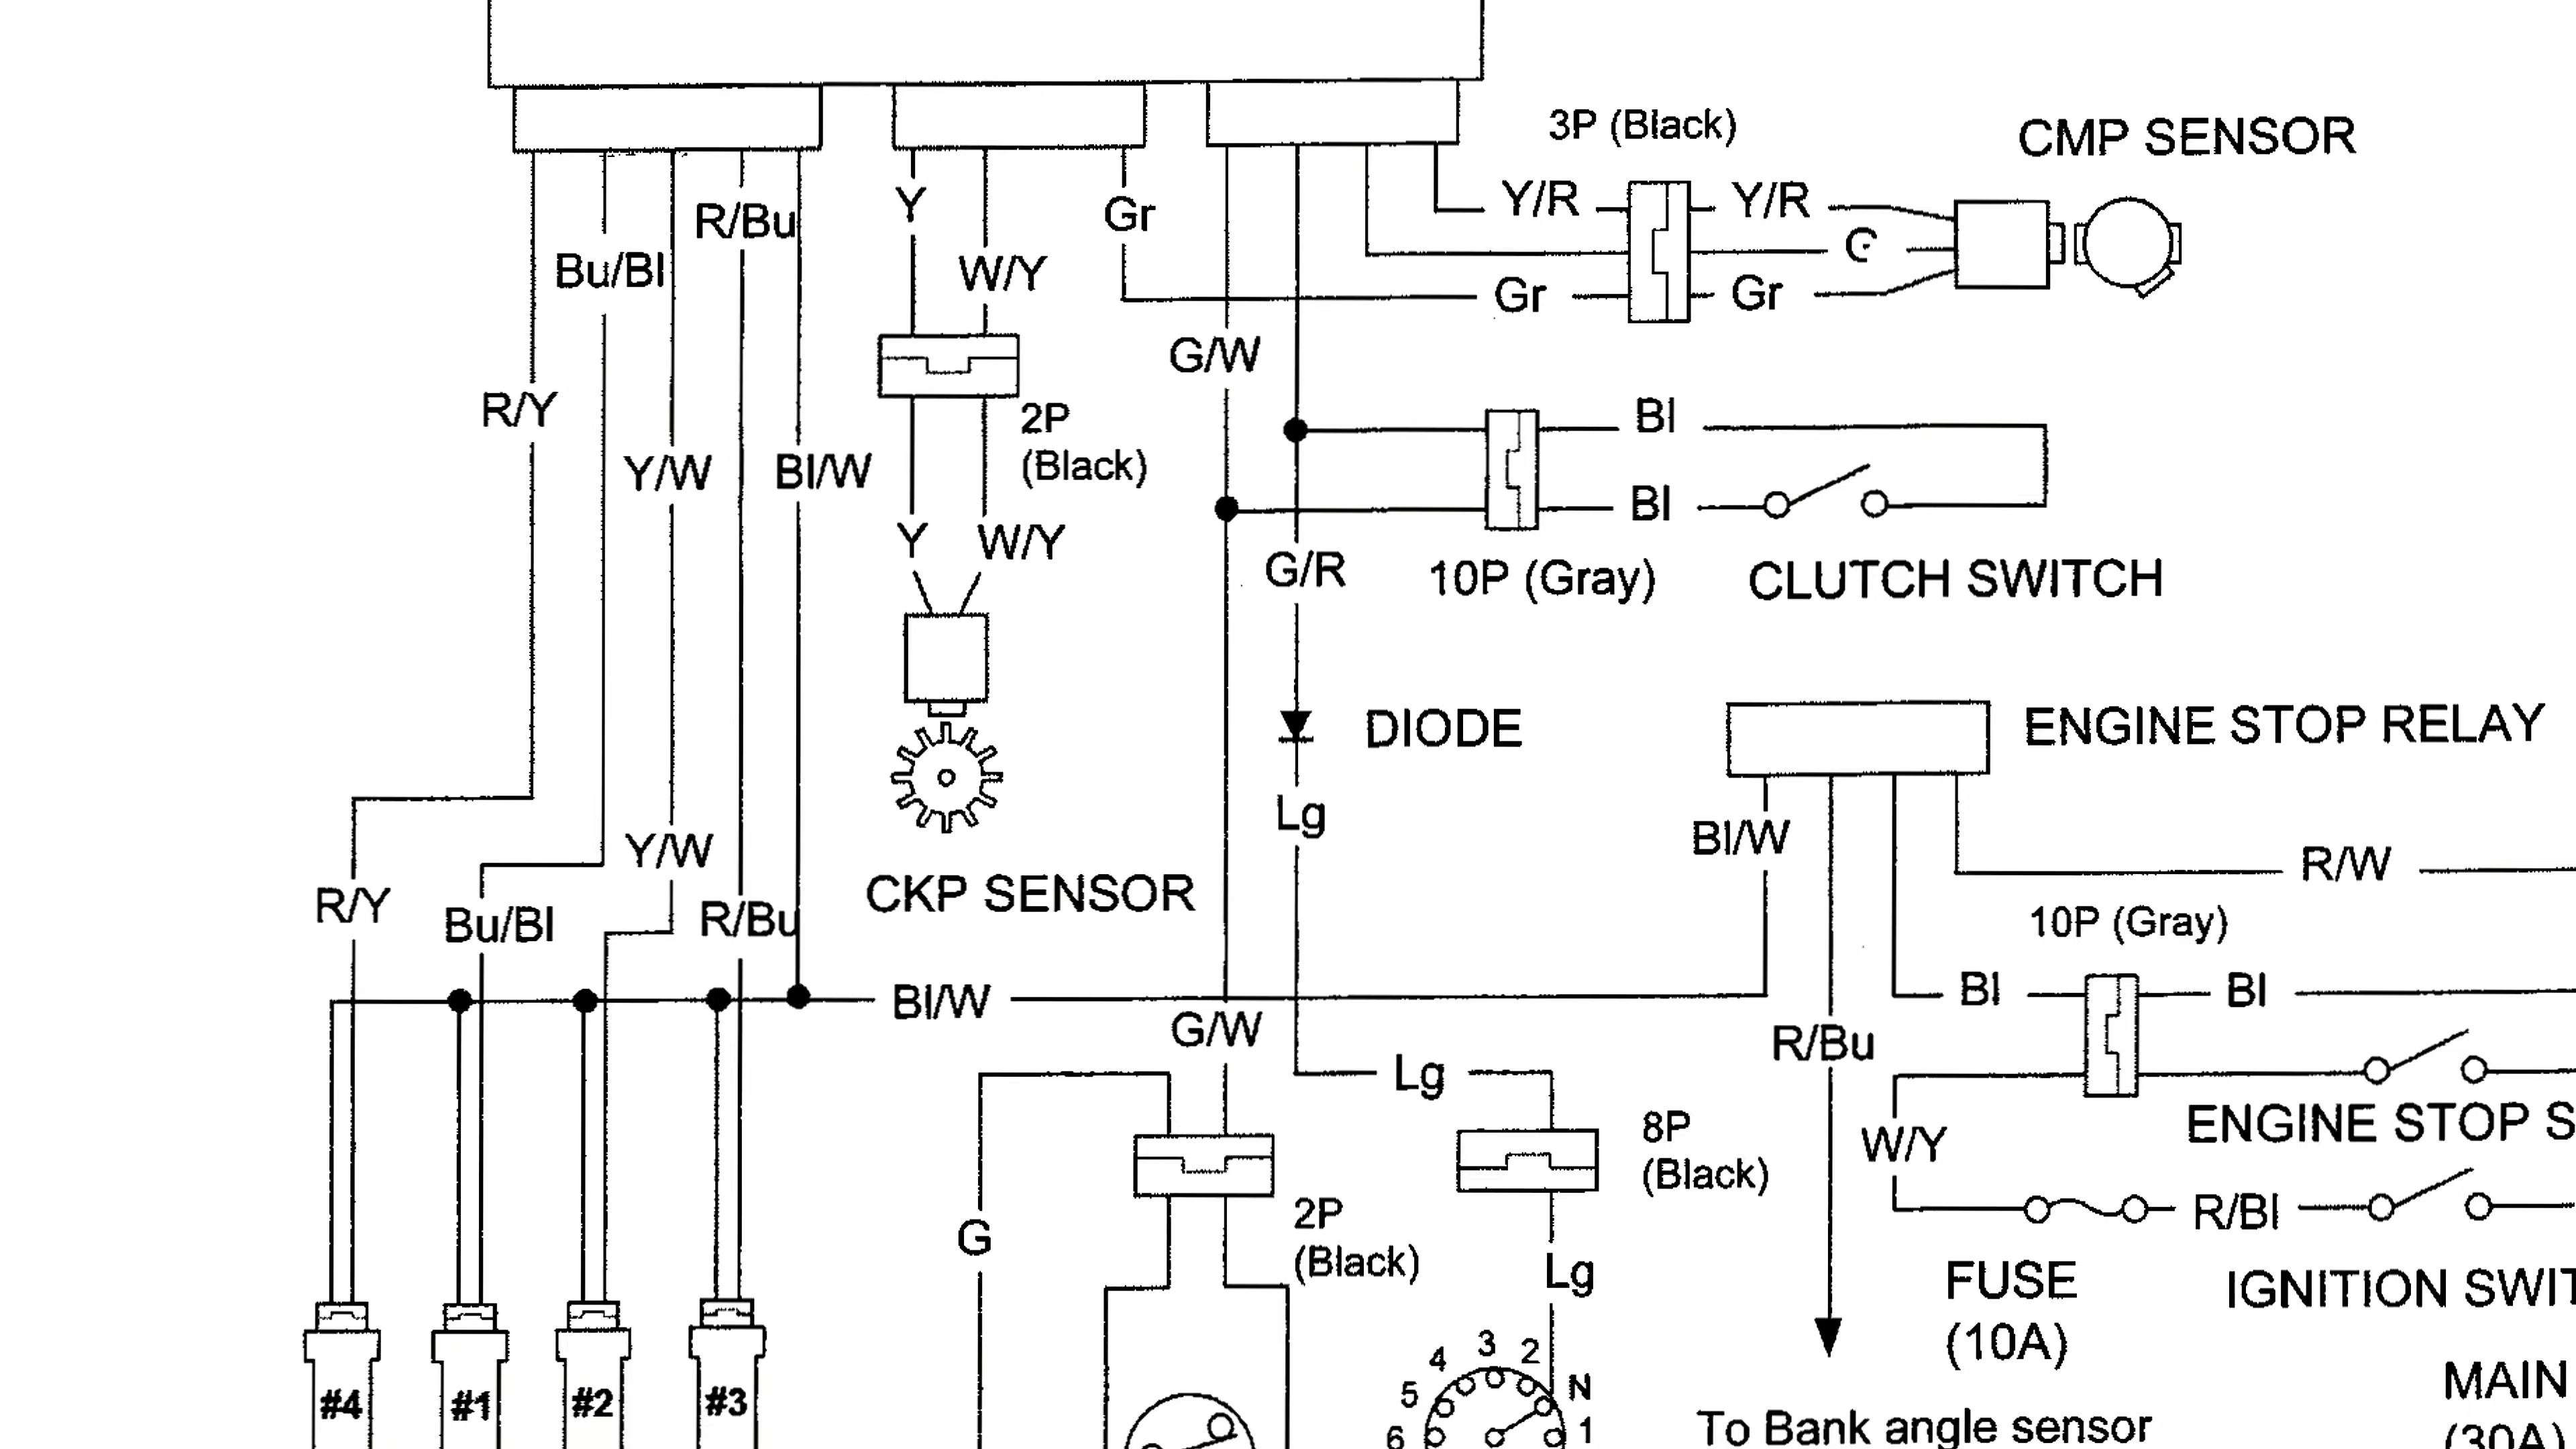 3P (Black)
CMP SENSOR
Y
R/Bu
Gr
Y/R
Y/R
Bu/Bl
W/Y
G
Gr
Gr
G/W
R/Y
2P
(Black)
Bl
Y/W
Bl/W
Bl
Y
W/Y
G/R
10P (Gray)
CLUTCH SWITCH
DIODE
ENGINE STOP RELAY
Lg
Bl/W
Y/W
R/W
R/Y
Bu/Bl
R/Bu
CKP SENSOR
10P (Gray)
Bl/W
Bl
Bl
G/W
R/Bu
Lg
8P
(Black)
W/Y
ENGINE STOP S
G
2P
(Black)
R/Bl
Lg
FUSE
(10A)
IGNITION SWIT
3
2
4
N
5
6
1
#4
#1
#2
#3
MAIN
(30A)
To Bank angle sensor